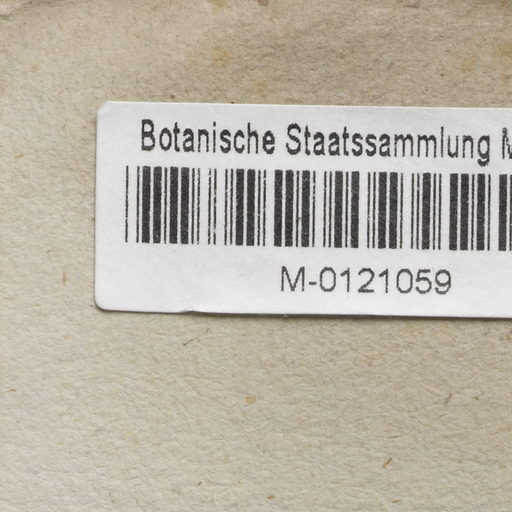 Botanische Staatssammlung M
M-0121059